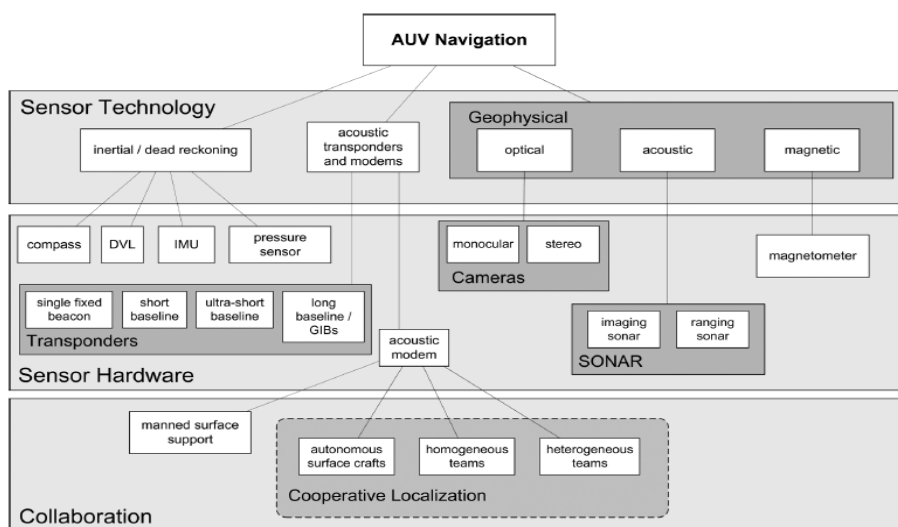 AUV Navigation
Sensor Technology
inertial / dead reckoning
acoustic
transponders
and modems
Geophysical
optical
acoustic
magnetic
compass
DVL
IMU
pressure
sensor
monocular
stereo
Cameras
magnetometer
single fixed
beacon
short
baseline
ultra-short
baseline
long
baseline /
GIBs
Transponders
acoustic
modem
imaging
sonar
ranging
sonar
SONAR
Sensor Hardware
manned surface
support
autonomous
surface crafts
homogeneous
teams
heterogeneous
teams
Cooperative Localization
Collaboration